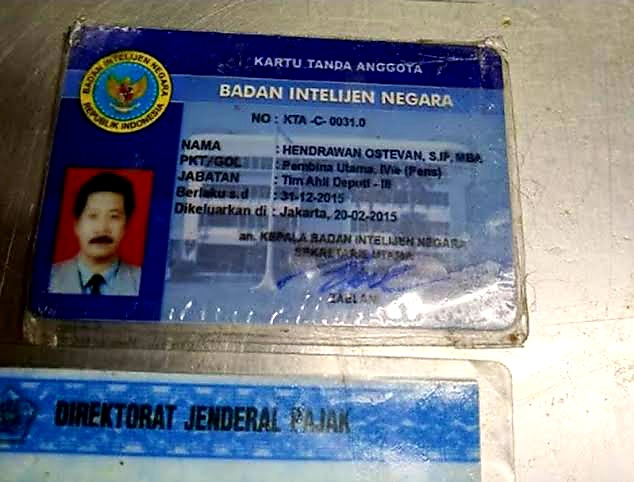 KARTU TANDA ANGGOTA
BADAN INTELIJEN NEGARA
BADAN INTELIJEN NEGARA
REPUBLIK INDONESIA
NO : KTA -C- 0031.0
NAMA : HENDRAWAN OSTEVAN, S.IP, MBA
PKT/GOL : Pembina Utama, IV/e (Pens)
JABATAN : Tim Ahli Deputi - III
Berlaku s.d : 31-12-2015
Dikeluarkan di : Jakarta, 20-02-2015
an. KEPALA BADAN INTELIJEN NEGARA
SEKRETARIS UTAMA
DIREKTORAT JENDERAL PAJAK